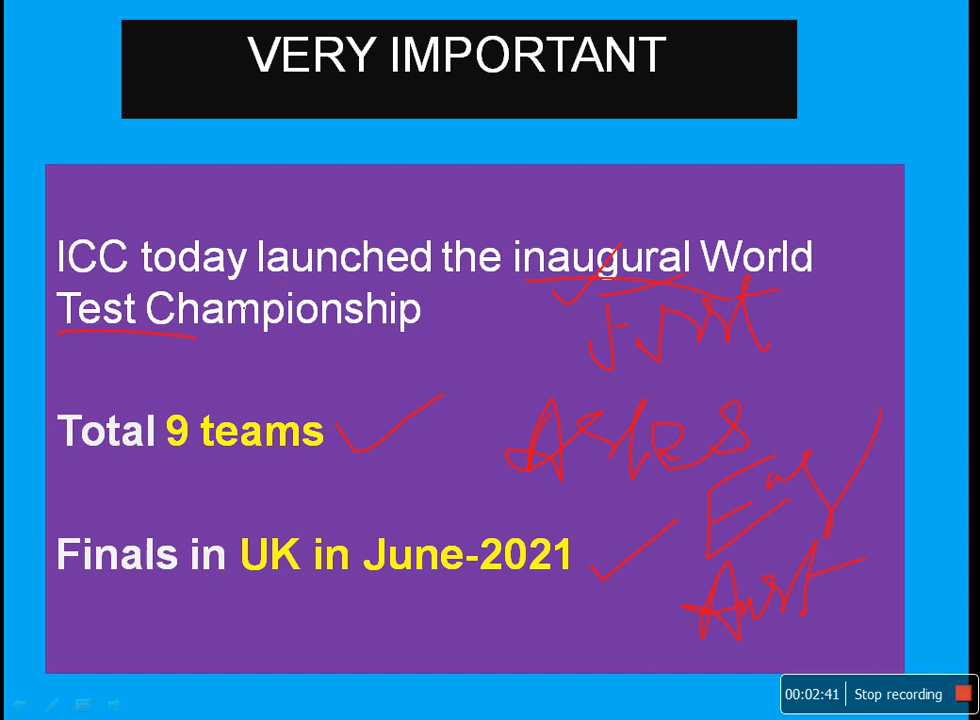 VERY IMPORTANT
ICC today launched the inaugural World
Test Championship
First
Total 9 teams
Ashes
Eng
Finals in UK in June-2021
Aust
00:02:41 Stop recording